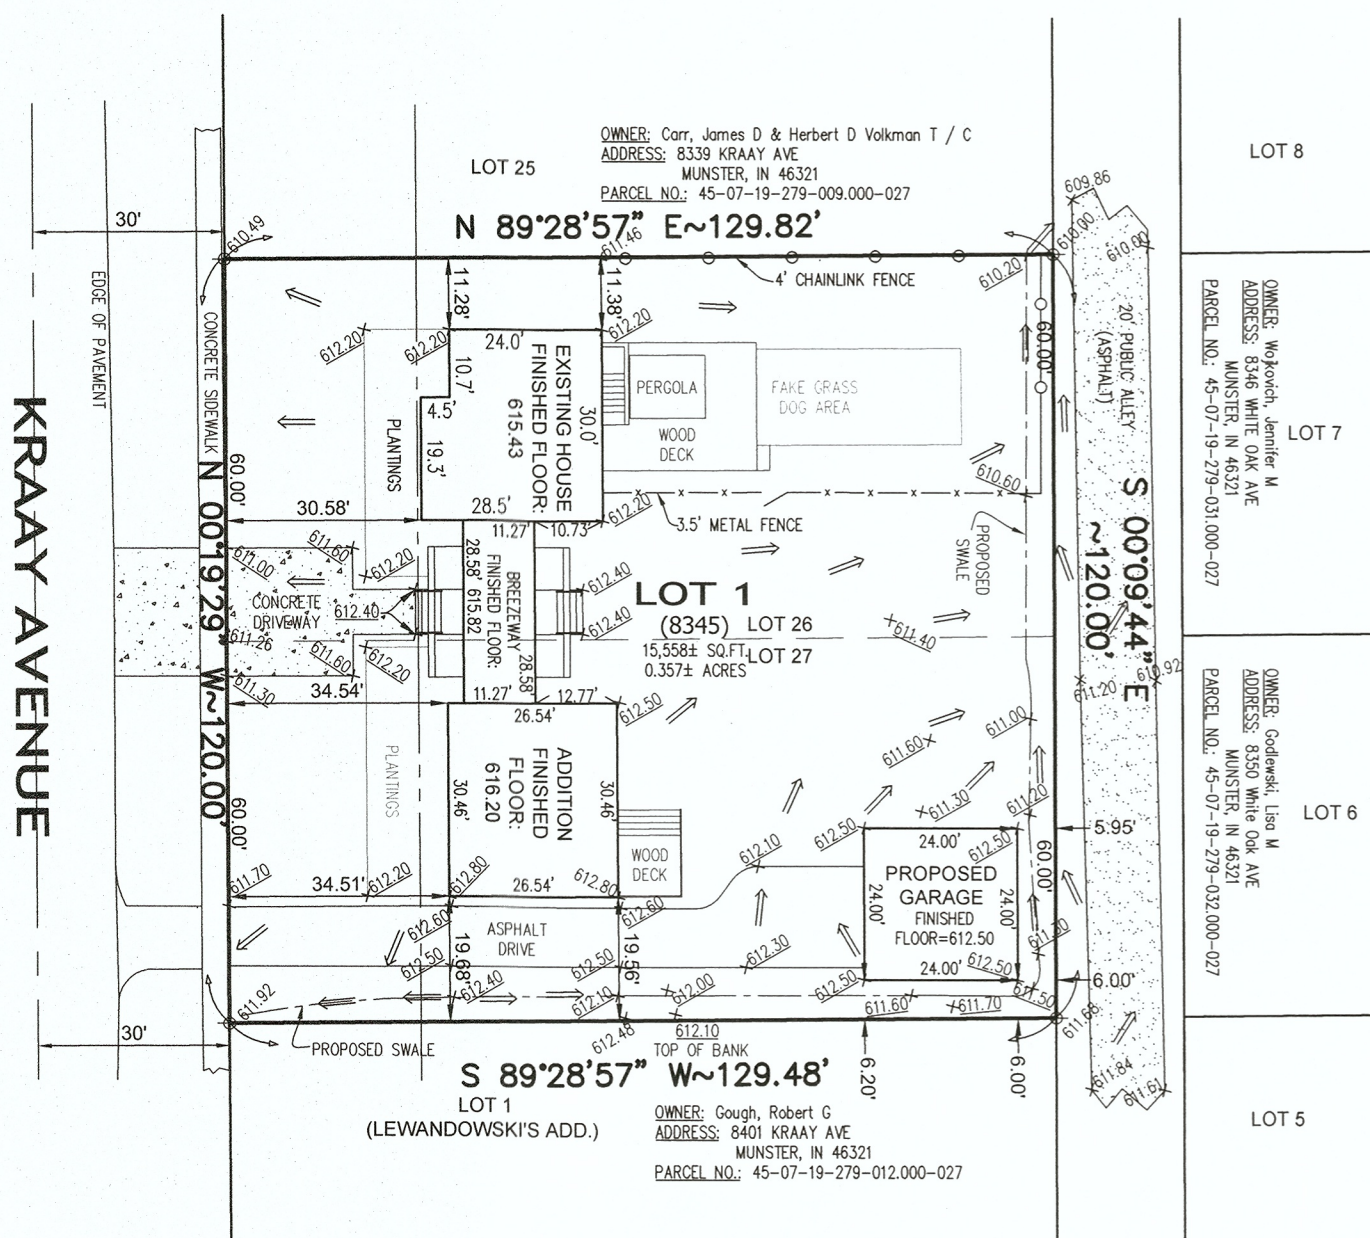 LOT 25
OWNER: Carr, James D & Herbert D Volkman T / C
ADDRESS: 8339 KRAAY AVE
MUNSTER, IN 46321
PARCEL NO.: 45-07-19-279-009.000-027
N 89°28'57" E~129.82'
LOT 8
30'
610.49
611.46
609.86
610.00
610.00
610.20
4' CHAINLINK FENCE
EDGE OF PAVEMENT
CONCRETE SIDEWALK
11.28'
11.38'
612.20
612.20
612.20
24.0'
10.7'
4.5'
19.3'
28.5'
30.0'
EXISTING HOUSE
FINISHED FLOOR:
615.43
PLANTINGS
PERGOLA
WOOD
DECK
FAKE GRASS
DOG AREA
60.00'
20' PUBLIC ALLEY
(ASPHALT)
OWNER: Wojkovich, Jennifer M
ADDRESS: 8346 WHITE OAK AVE
MUNSTER, IN 46321
PARCEL NO.: 45-07-19-279-031.000-027
LOT 7
KRAAY AVENUE
60.00'
N 00°19'29" W~120.00'
30.58'
610.60
612.20
3.5' METAL FENCE
PROPOSED
SWALE
S 00°09'44" E
~120.00'
11.27'
10.73'
611.00
611.60
612.20
CONCRETE
DRIVEWAY
612.40
611.26
611.60
612.20
611.30
28.58'
BREEZEWAY
FINISHED FLOOR:
615.82
28.58'
612.40
612.40
LOT 1
(8345)
LOT 26
15,558± SQ.FT.
LOT 27
0.357± ACRES
611.40
610.92
611.20
34.54'
11.27'
12.77'
26.54'
612.50
611.00
611.60
PLANTINGS
30.46'
ADDITION
FINISHED
FLOOR:
616.20
30.46'
WOOD
DECK
612.10
612.50
611.30
611.20
5.95'
60.00'
60.00'
OWNER: Godlewski, Lisa M
ADDRESS: 8350 White Oak AVE
MUNSTER, IN 46321
PARCEL NO.: 45-07-19-279-032.000-027
LOT 6
24.00'
612.50
PROPOSED
GARAGE
FINISHED
FLOOR=612.50
24.00'
24.00'
24.00'
611.70
34.51'
612.20
612.80
26.54'
612.80
612.60
612.60
ASPHALT
DRIVE
19.68'
19.56'
612.50
612.40
612.30
612.50
612.50
611.30
6.00'
611.50
611.92
612.10
612.00
611.60
611.70
611.68
30'
PROPOSED SWALE
612.48
612.10
TOP OF BANK
6.20'
6.00'
611.84
611.61
S 89°28'57" W~129.48'
LOT 1
(LEWANDOWSKI'S ADD.)
OWNER: Gough, Robert G
ADDRESS: 8401 KRAAY AVE
MUNSTER, IN 46321
PARCEL NO.: 45-07-19-279-012.000-027
LOT 5